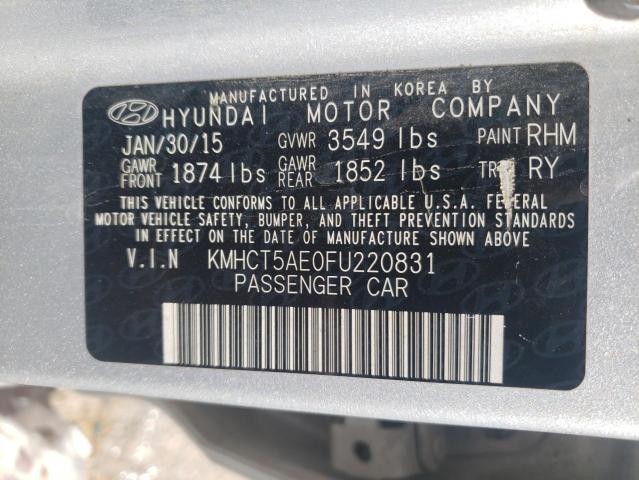 MANUFACTURED IN KOREA BY
HYUNDAI MOTOR COMPANY
JAN/30/15 GVWR 3549 lbs PAINT RHM
GAWR FRONT 1874 lbs GAWR REAR 1852 lbs RY
THIS VEHICLE CONFORMS TO ALL APPLICABLE U.S.A. FEDERAL
MOTOR VEHICLE SAFETY, BUMPER, AND THEFT PREVENTION STANDARDS
IN EFFECT ON THE DATE OF MANUFACTURE SHOWN ABOVE
V.I.N KMHCT5AE0FU220831
PASSENGER CAR